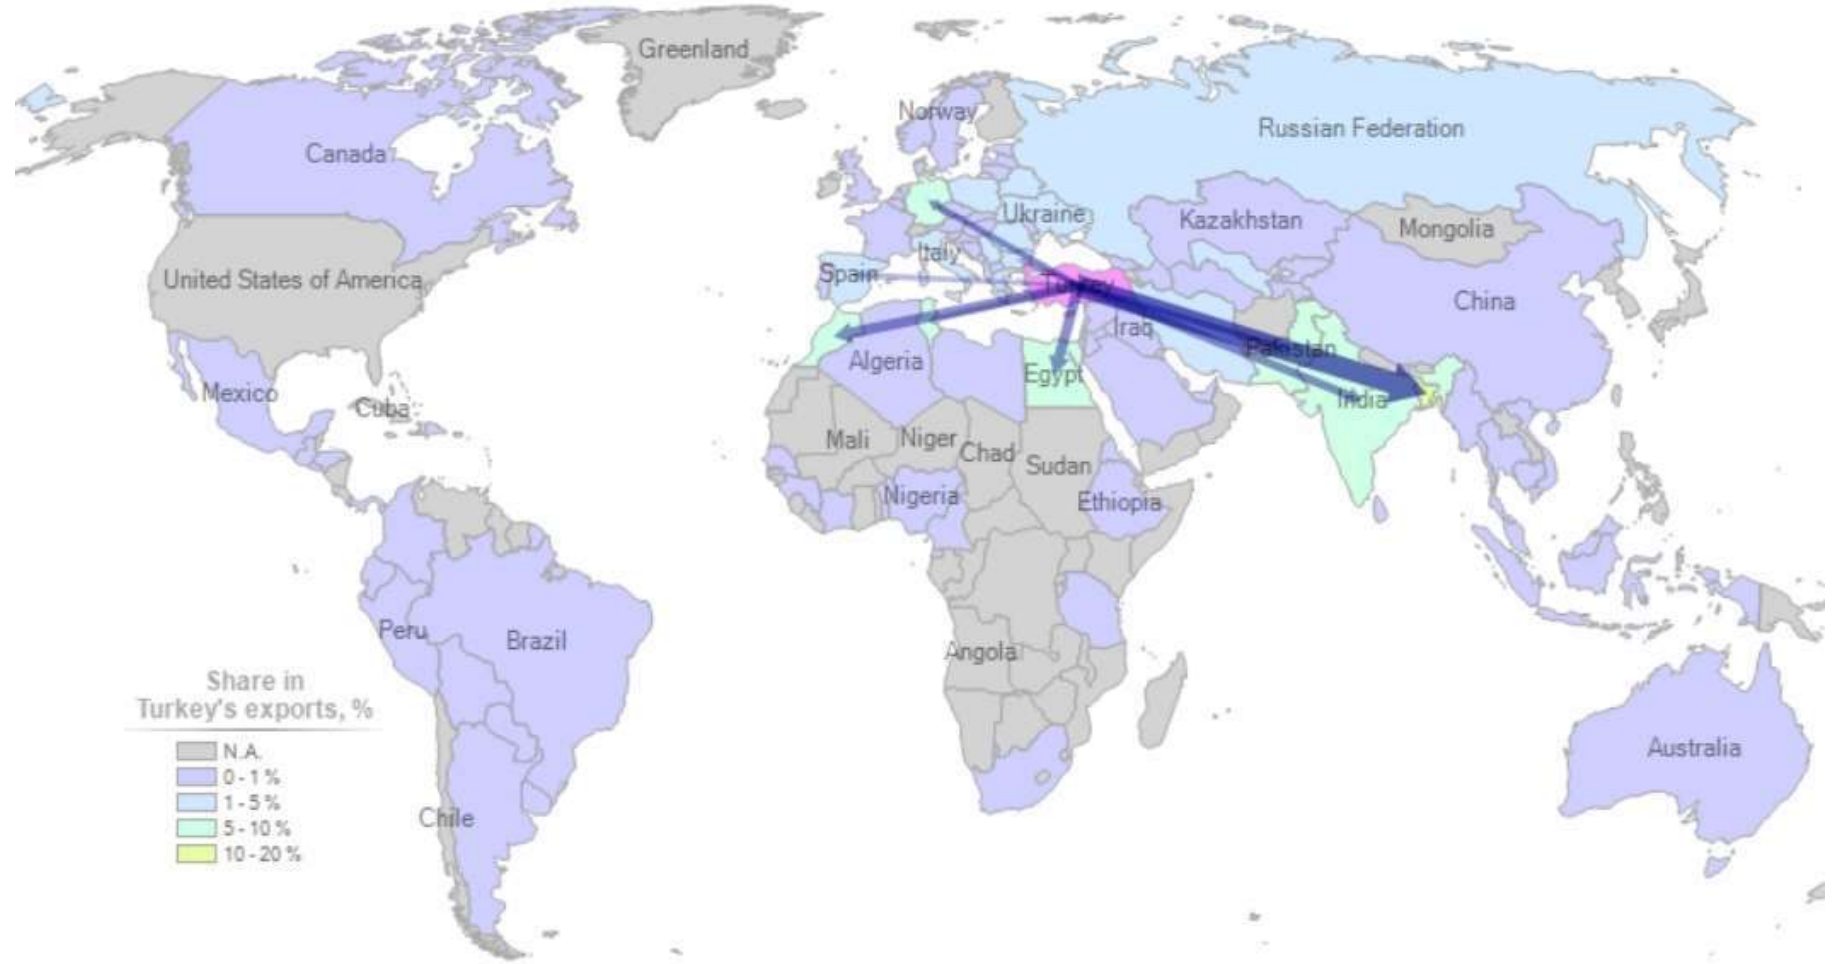 Greenland
Norway
Russian Federation
Canada
Ukraine
Kazakhstan
Mongolia
Italy
Spain
United States of America
Turkey
China
Iraq
Pakistan
Algeria
Egypt
Mexico
Cuba
India
Mali
Niger
Chad
Sudan
Nigeria
Ethiopia
Peru
Brazil
Angola
Share in
Turkey's exports, %
N.A.
0 - 1 %
1 - 5 %
5 - 10 %
10 - 20 %
Chile
Australia